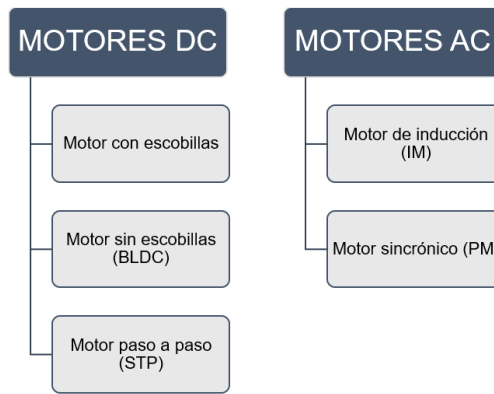 MOTORES DC
Motor con escobillas
Motor sin escobillas
(BLDC)
Motor paso a paso
(STP)
MOTORES AC
Motor de inducción
(IM)
Motor sincrónico (PM